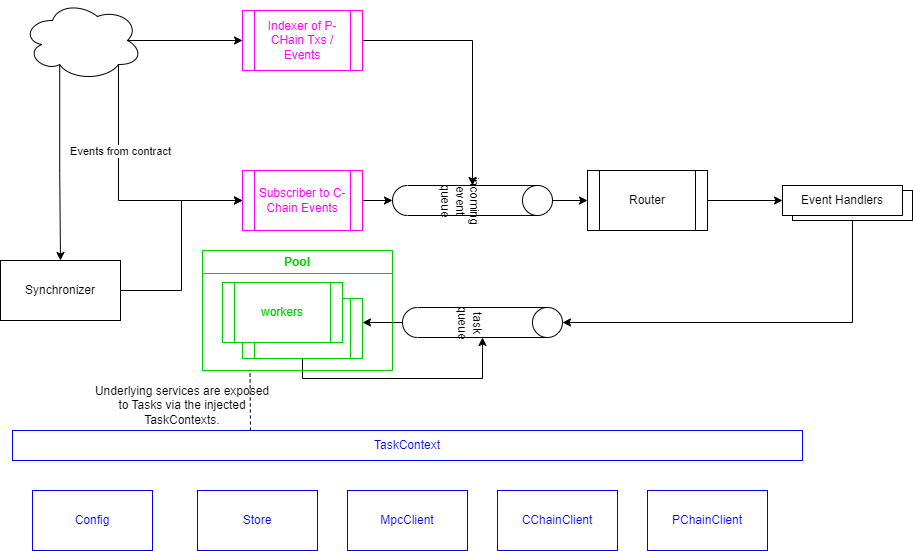 Indexer of P-
CHain Txs /
Events
Events from contract
Subscriber to C-
Chain Events
incoming
event
queue
Router
Event Handlers
Synchronizer
Pool
workers
task
queue
Underlying services are exposed
to Tasks via the injected
TaskContexts.
TaskContext
Config
Store
MpcClient
CChainClient
PChainClient